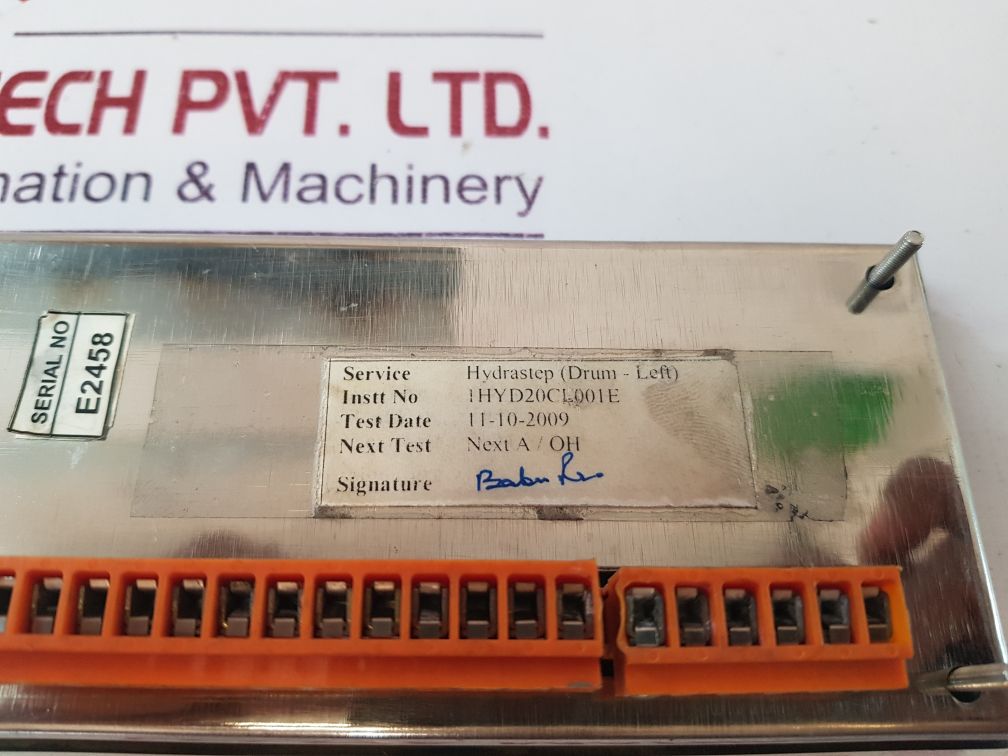 ECH PVT. LTD.
mation & Machinery
SERIAL NO
E2458
Service Hydrastep (Drum - Left)
Instt No 1HYD20CL001E
Test Date 11-10-2009
Next Test Next A / OH
Signature